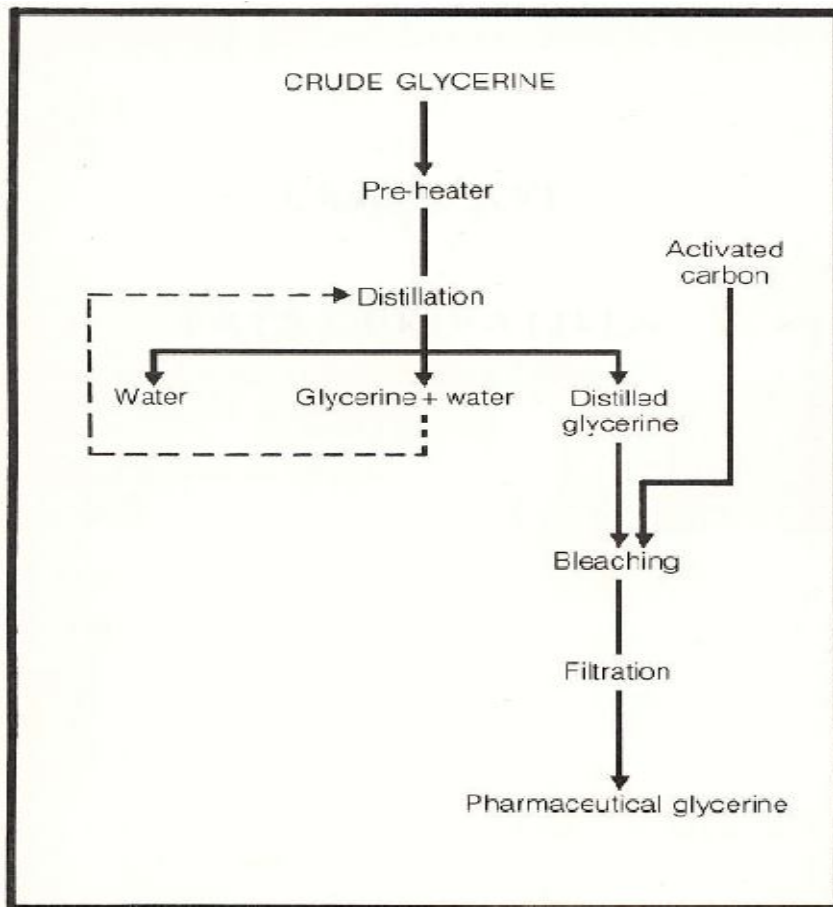 CRUDE GLYCERINE
Pre-heater
Activated
carbon
Distillation
Water
Glycerine + water
Distilled
glycerine
Bleaching
Filtration
Pharmaceutical glycerine